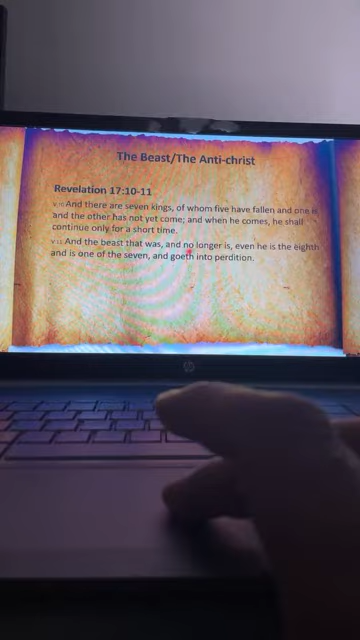 The Beast/The Anti-christ
Revelation 17:10-11
v.10 And there are seven kings, of whom five have fallen and one is
and the other has not yet come; and when he comes, he shall
continue only for a short time.
v.11 And the beast that was, and no longer is, even he is the eighth
and is one of the seven, and goeth into perdition.
hp